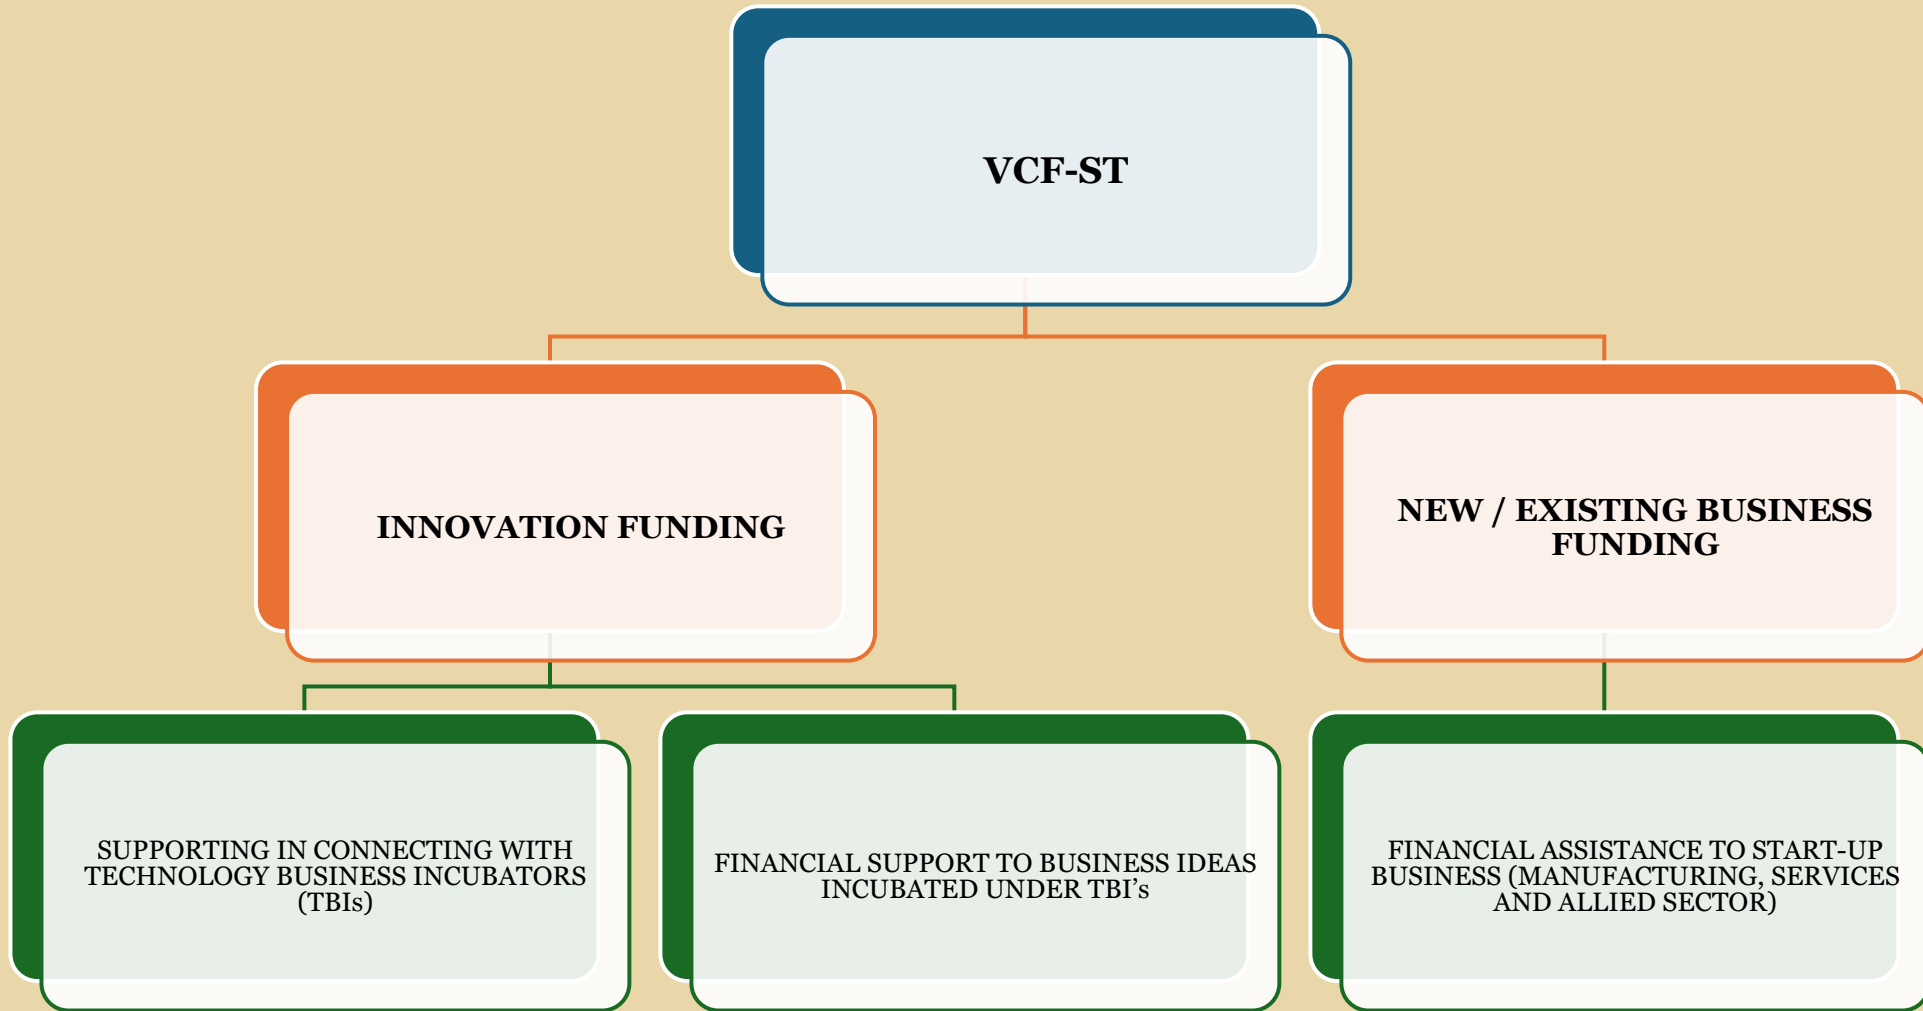 VCF-ST
INNOVATION FUNDING
NEW / EXISTING BUSINESS
FUNDING
SUPPORTING IN CONNECTING WITH
TECHNOLOGY BUSINESS INCUBATORS
(TBIs)
FINANCIAL SUPPORT TO BUSINESS IDEAS
INCUBATED UNDER TBI’s
FINANCIAL ASSISTANCE TO START-UP
BUSINESS (MANUFACTURING, SERVICES
AND ALLIED SECTOR)